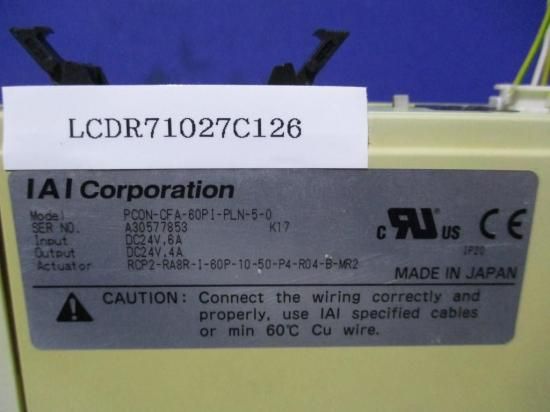 LCDR71027C126
IAI Corporation
Model PCON-CFA-60PI-PLN-5-0
SER NO. A30577853 K17
Input DC24V,6A
Output DC24V,4A
Actuator RCP2-RA8R-I-60P-10-50-P4-R04-B-MR2
C RU US
IP20
MADE IN JAPAN
CAUTION: Connect the wiring correctly and
properly, use IAI specified cables
or min 60℃ Cu wire.